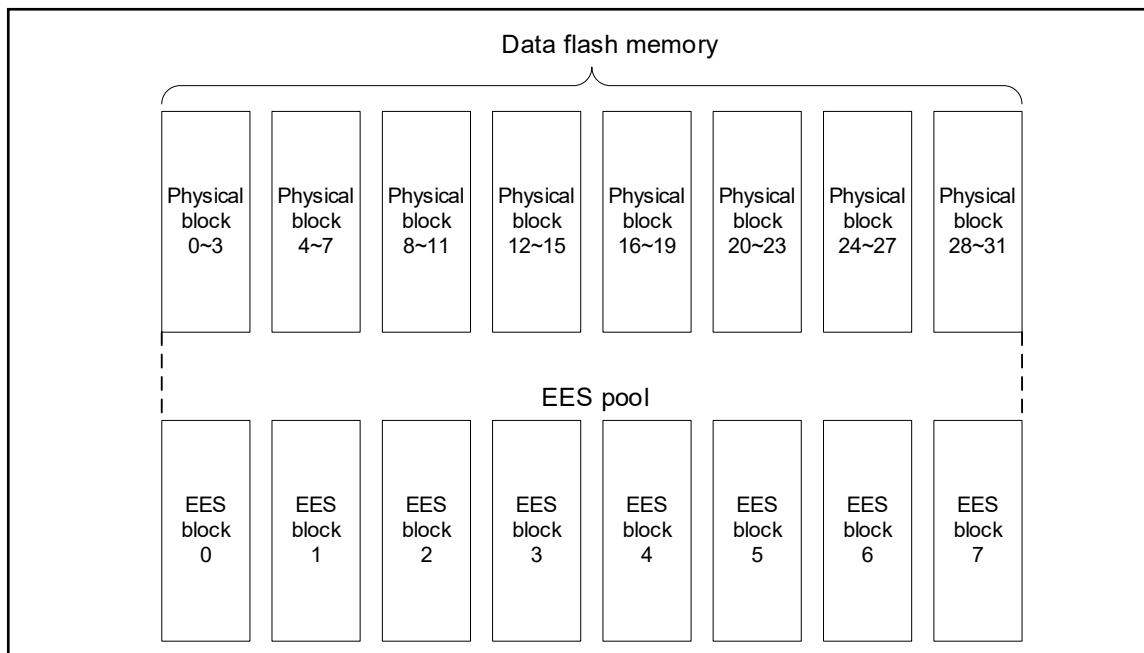 Data flash memory
Physical
block
0~3
Physical
block
4~7
Physical
block
8~11
Physical
block
12~15
Physical
block
16~19
Physical
block
20~23
Physical
block
24~27
Physical
block
28~31
EES pool
EES
block
0
EES
block
1
EES
block
2
EES
block
3
EES
block
4
EES
block
5
EES
block
6
EES
block
7